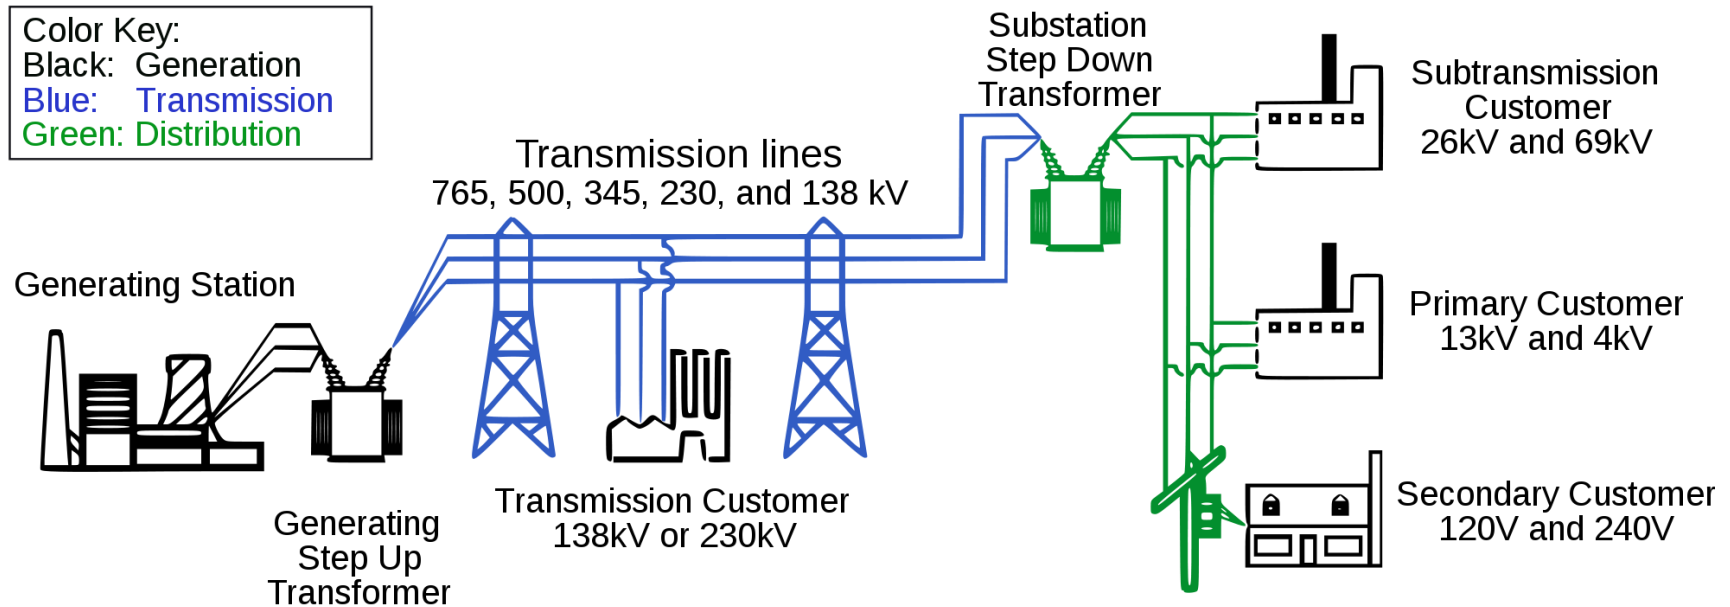 Color Key:
Black: Generation
Blue: Transmission
Green: Distribution
Generating Station
Generating
Step Up
Transformer
Transmission lines
765, 500, 345, 230, and 138 kV
Transmission Customer
138kV or 230kV
Substation
Step Down
Transformer
Subtransmission
Customer
26kV and 69kV
Primary Customer
13kV and 4kV
Secondary Customer
120V and 240V